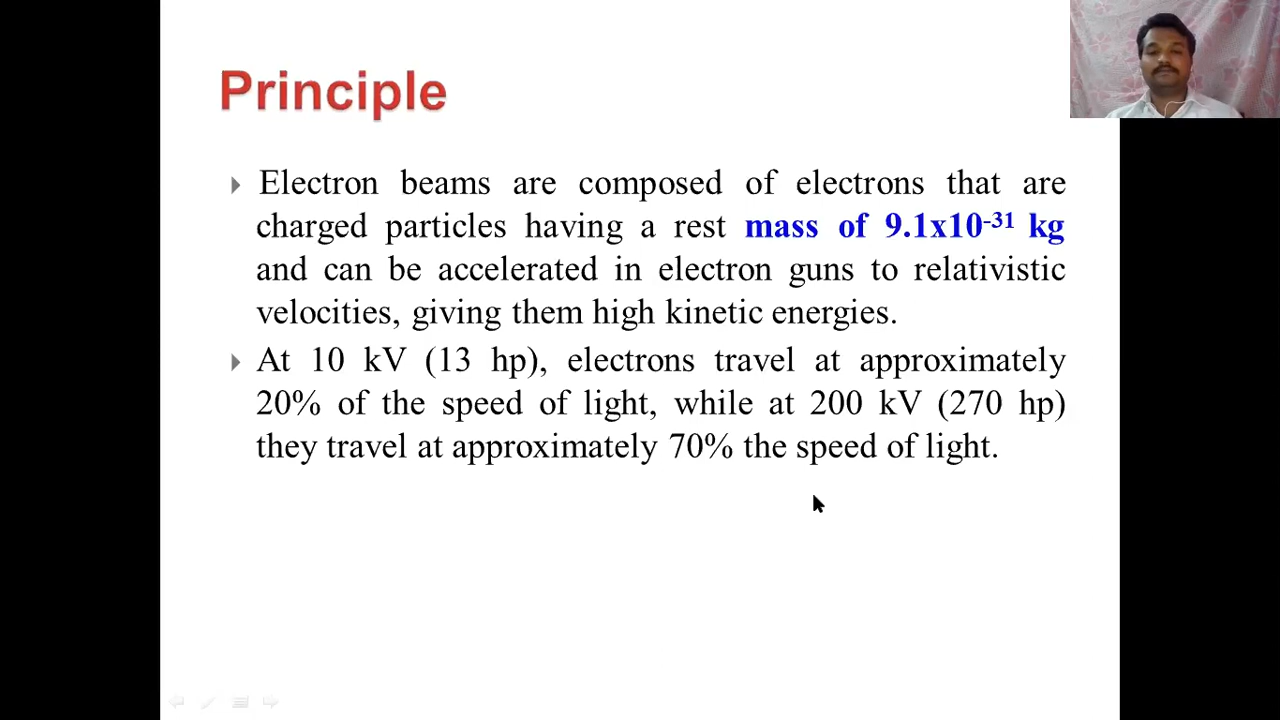 Principle
Electron beams are composed of electrons that are
charged particles having a rest mass of 9.1x10⁻³¹ kg
and can be accelerated in electron guns to relativistic
velocities, giving them high kinetic energies.
At 10 kV (13 hp), electrons travel at approximately
20% of the speed of light, while at 200 kV (270 hp)
they travel at approximately 70% the speed of light.